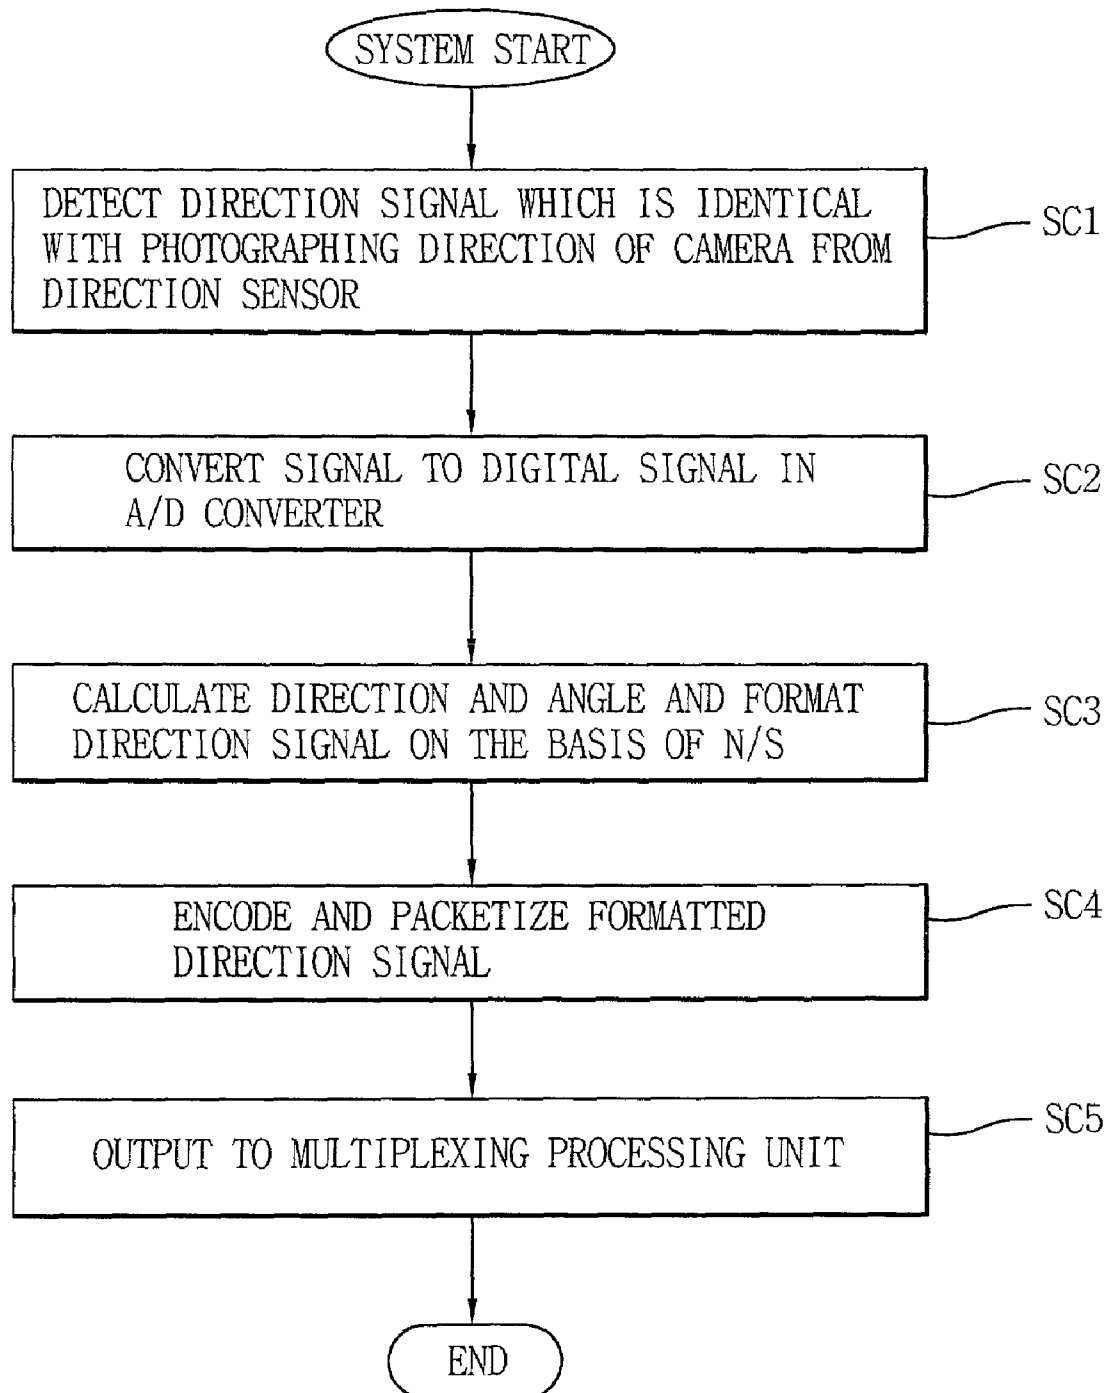 SYSTEM START
DETECT DIRECTION SIGNAL WHICH IS IDENTICAL
WITH PHOTOGRAPHING DIRECTION OF CAMERA FROM
DIRECTION SENSOR
SC1
CONVERT SIGNAL TO DIGITAL SIGNAL IN
A/D CONVERTER
SC2
CALCULATE DIRECTION AND ANGLE AND FORMAT
DIRECTION SIGNAL ON THE BASIS OF N/S
SC3
ENCODE AND PACKETIZE FORMATTED
DIRECTION SIGNAL
SC4
OUTPUT TO MULTIPLEXING PROCESSING UNIT
SC5
END